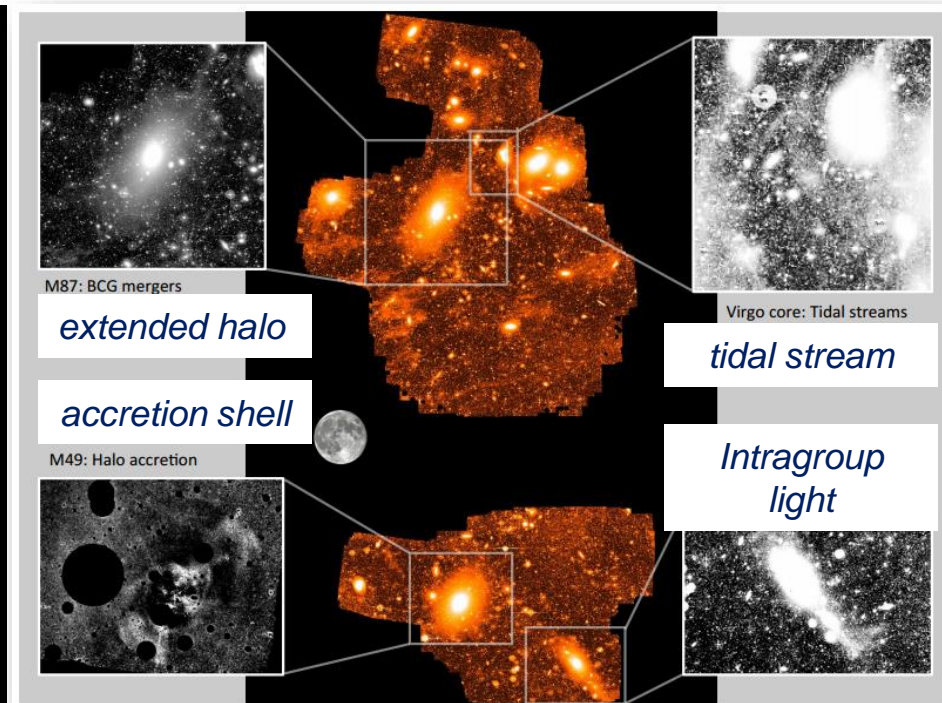 M87: BCG mergers
extended halo
accretion shell
M49: Halo accretion
Virgo core: Tidal streams
tidal stream
Intragroup
light